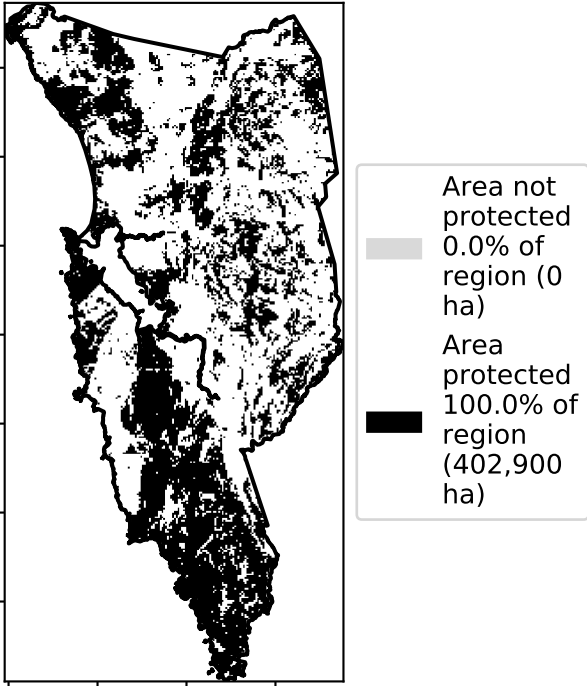 Area not
protected
0.0% of
region (0
ha)
Area
protected
100.0% of
region
(402,900
ha)